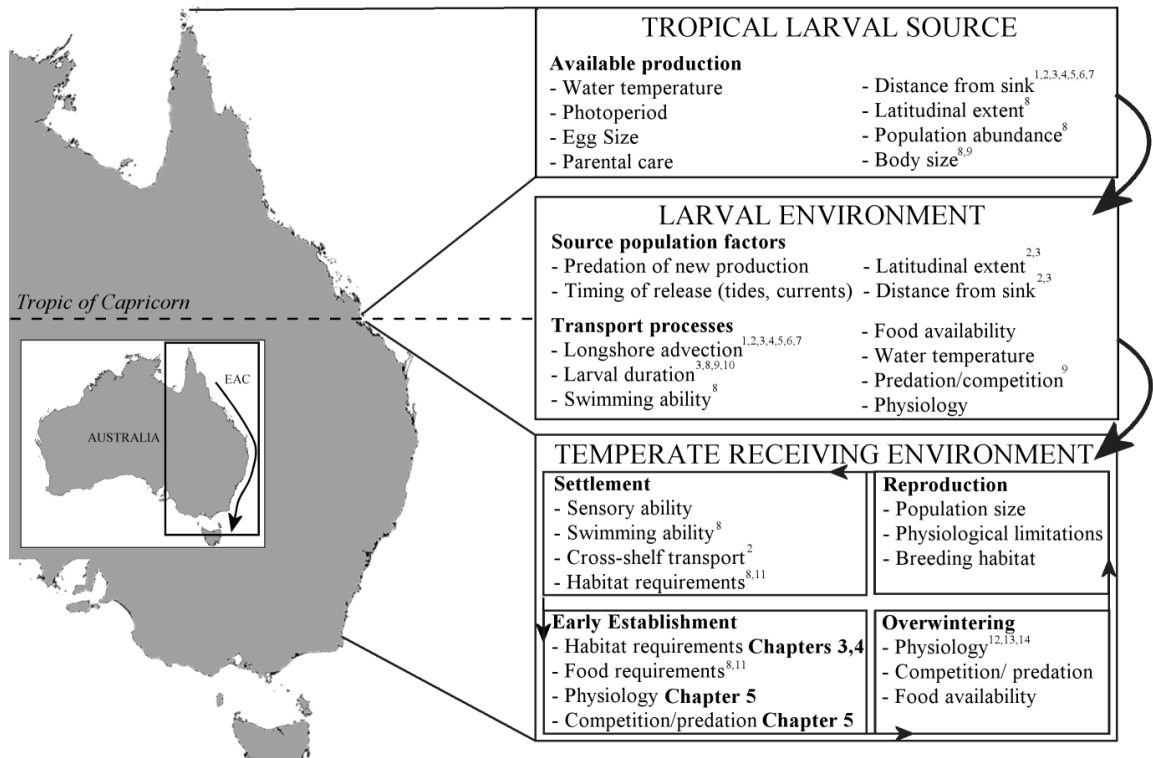 TROPICAL LARVAL SOURCE
Available production
- Water temperature
- Photoperiod
- Egg Size
- Parental care
- Distance from sink1,2,3,4,5,6,7
- Latitudinal extent8
- Population abundance8
- Body size8,9
LARVAL ENVIRONMENT
Source population factors
- Predation of new production
- Timing of release (tides, currents)
- Latitudinal extent2,3
- Distance from sink2,3
Transport processes
- Longshore advection1,2,3,4,5,6,7
- Larval duration3,8,9,10
- Swimming ability8
- Food availability
- Water temperature
- Predation/competition9
- Physiology
TEMPERATE RECEIVING ENVIRONMENT
Settlement
- Sensory ability
- Swimming ability8
- Cross-shelf transport2
- Habitat requirements8,11
Reproduction
- Population size
- Physiological limitations
- Breeding habitat
Early Establishment
- Habitat requirements Chapters 3,4
- Food requirements8,11
- Physiology Chapter 5
- Competition/predation Chapter 5
Overwintering
- Physiology12,13,14
- Competition/ predation
- Food availability
Tropic of Capricorn
EAC
AUSTRALIA